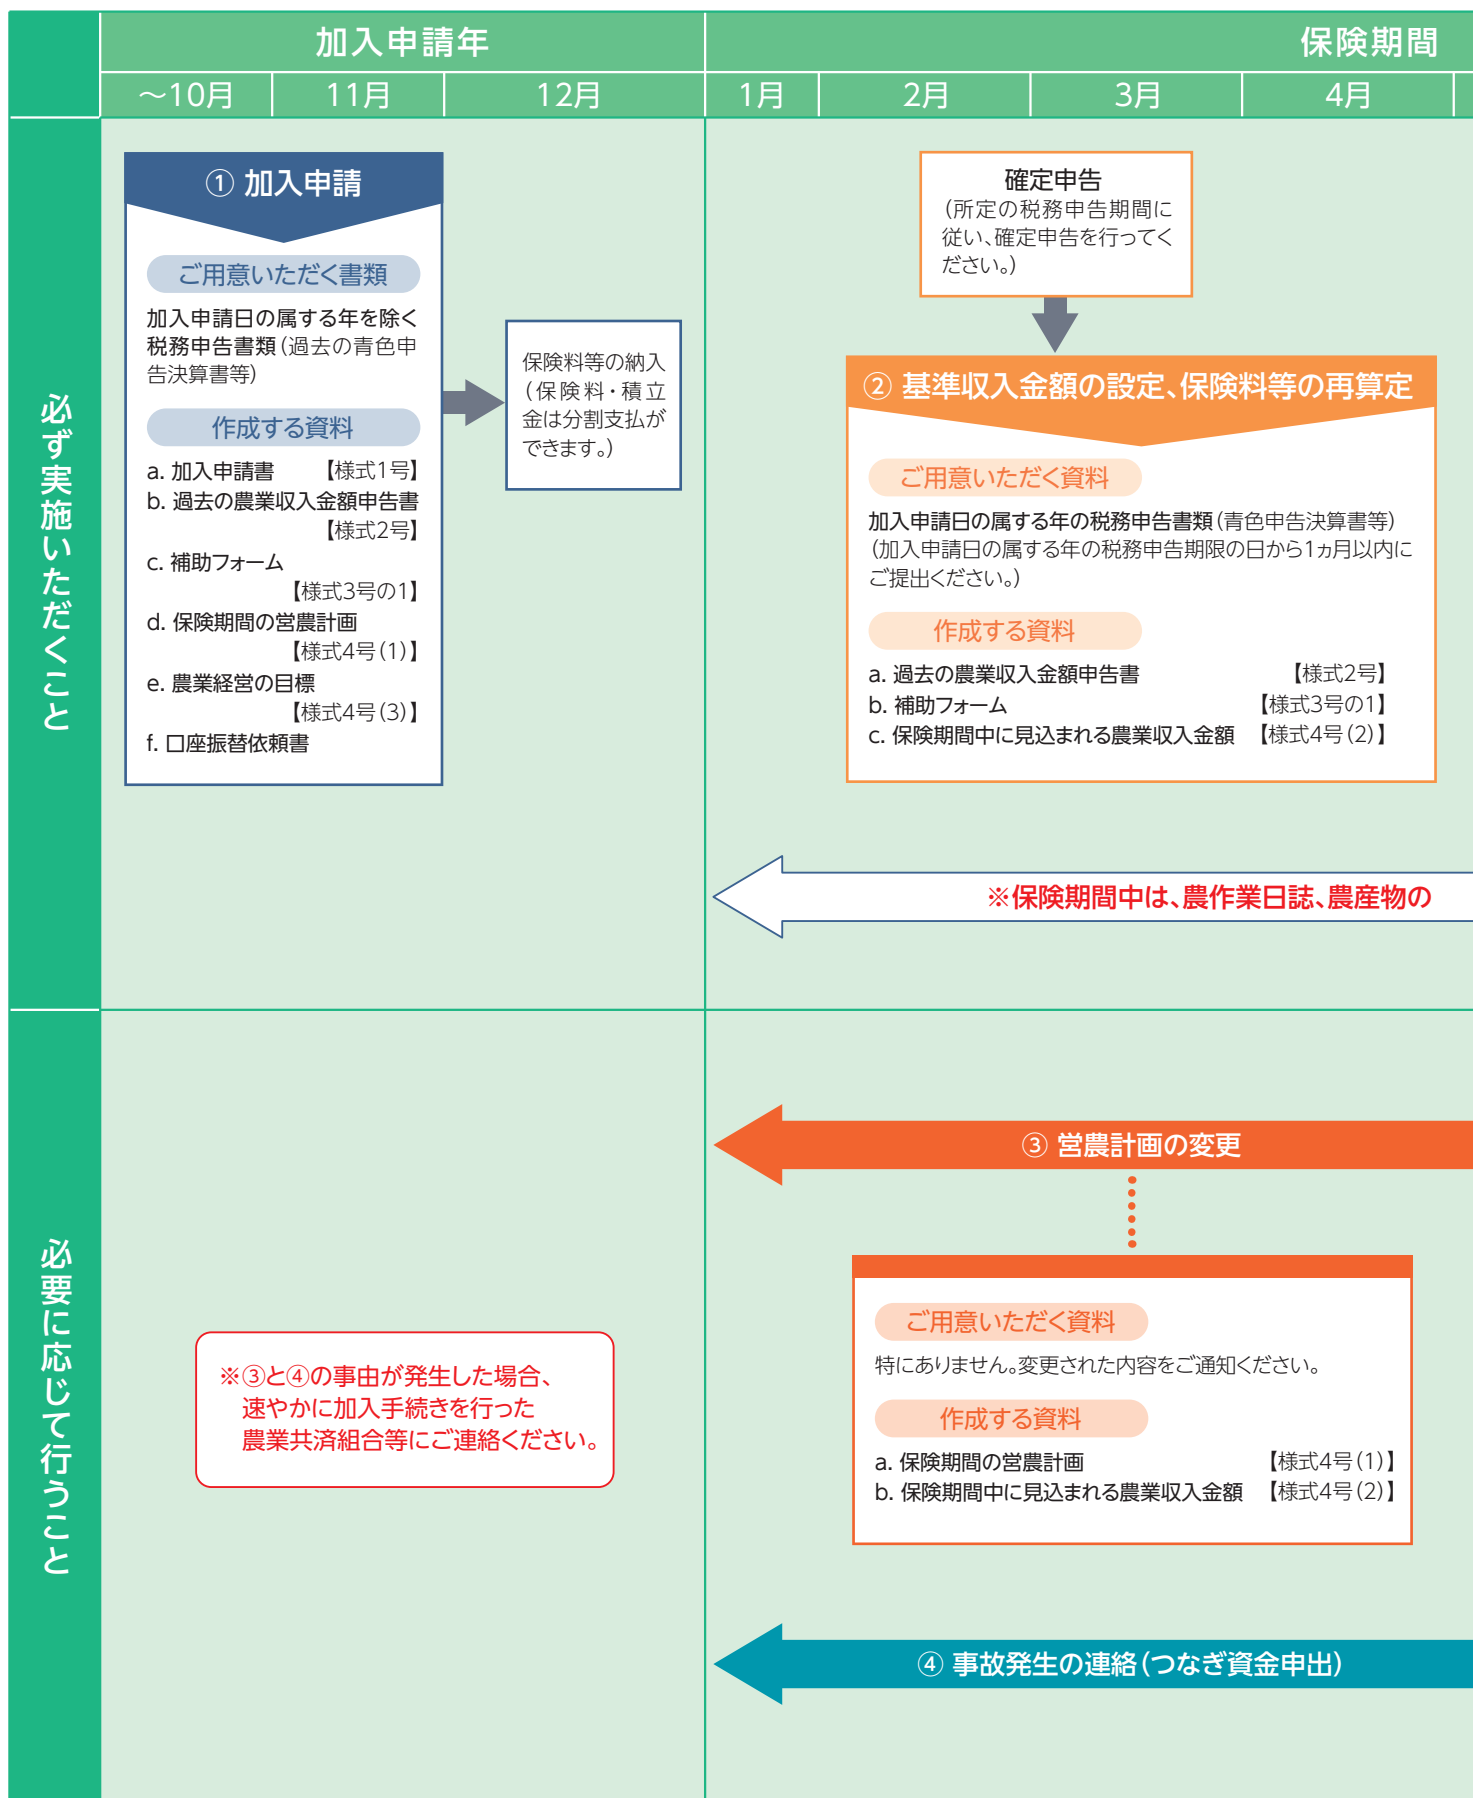 加入申請年
保険期間
～10月
11月
12月
1月
2月
3月
4月
必ず実施いただくこと
① 加入申請
ご用意いただく書類
加入申請日の属する年を除く
税務申告書類（過去の青色申
告決算書等）
作成する資料
a. 加入申請書 【様式1号】
b. 過去の農業収入金額申告書
【様式2号】
c. 補助フォーム
【様式3号の1】
d. 保険期間の営農計画
【様式4号（1）】
e. 農業経営の目標
【様式4号（3）】
f. 口座振替依頼書
保険料等の納入
（保険料・積立
金は分割支払が
できます。）
確定申告
（所定の税務申告期間に
従い、確定申告を行ってく
ださい。）
② 基準収入金額の設定、保険料等の再算定
ご用意いただく資料
加入申請日の属する年の税務申告書類（青色申告決算書等）
（加入申請日の属する年の税務申告期限の日から1ヵ月以内に
ご提出ください。）
作成する資料
a. 過去の農業収入金額申告書 【様式2号】
b. 補助フォーム 【様式3号の1】
c. 保険期間中に見込まれる農業収入金額 【様式4号（2）】
※保険期間中は、農作業日誌、農産物の
必要に応じて行うこと
※③と④の事由が発生した場合、
速やかに加入手続きを行った
農業共済組合等にご連絡ください。
③ 営農計画の変更
ご用意いただく資料
特にありません。変更された内容をご通知ください。
作成する資料
a. 保険期間の営農計画 【様式4号（1）】
b. 保険期間中に見込まれる農業収入金額 【様式4号（2）】
④ 事故発生の連絡（つなぎ資金申出）